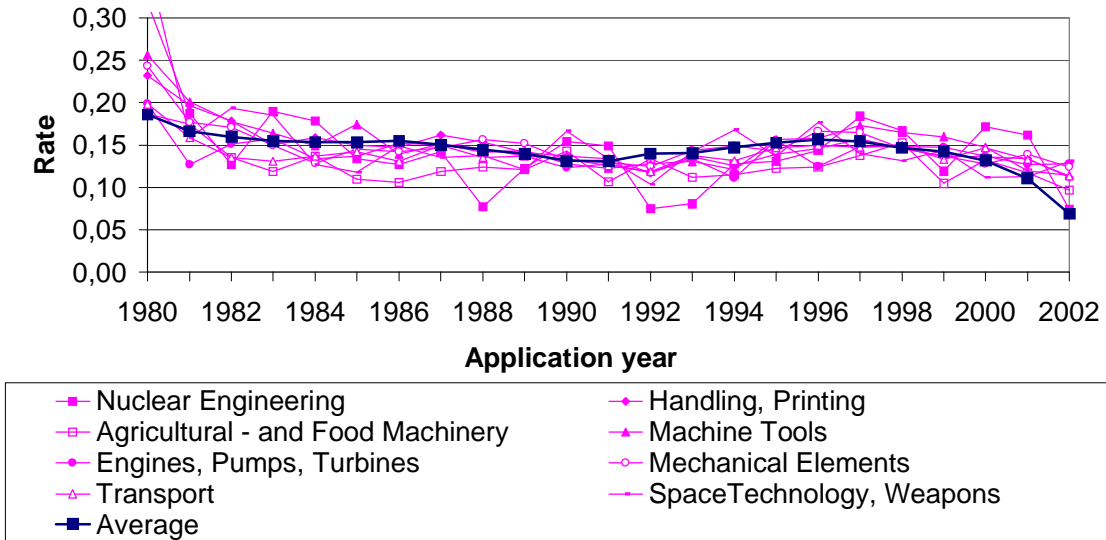 0,30
0,25
0,20
0,15
0,10
0,05
0,00
Rate
1980 1982 1984 1986 1988 1990 1992 1994 1996 1998 2000 2002
Application year
Nuclear Engineering
Handling, Printing
Agricultural - and Food Machinery
Machine Tools
Engines, Pumps, Turbines
Mechanical Elements
Transport
SpaceTechnology, Weapons
Average